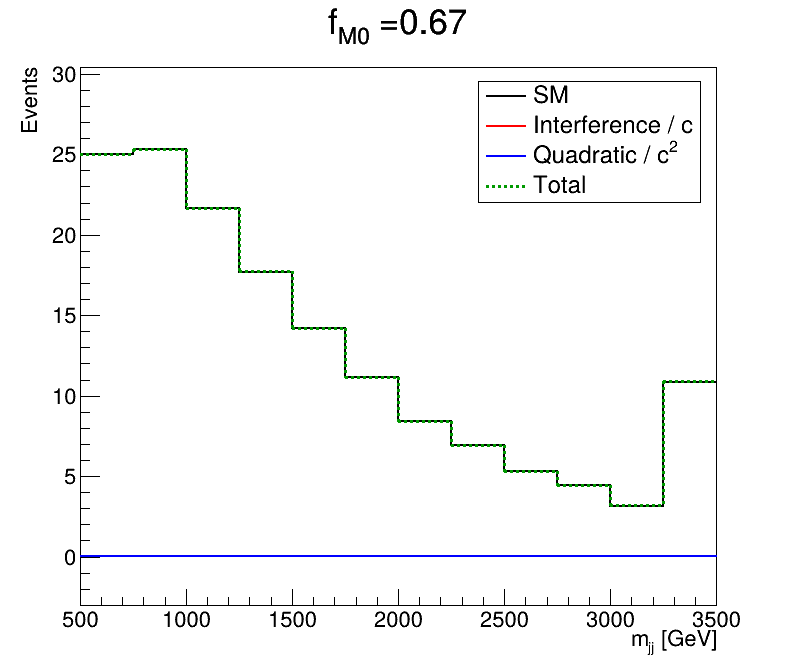 f_M0 =0.67
Events
30
25
20
15
10
5
0
SM
Interference / c
Quadratic / c²
Total
500 1000 1500 2000 2500 3000 3500
m_jj [GeV]